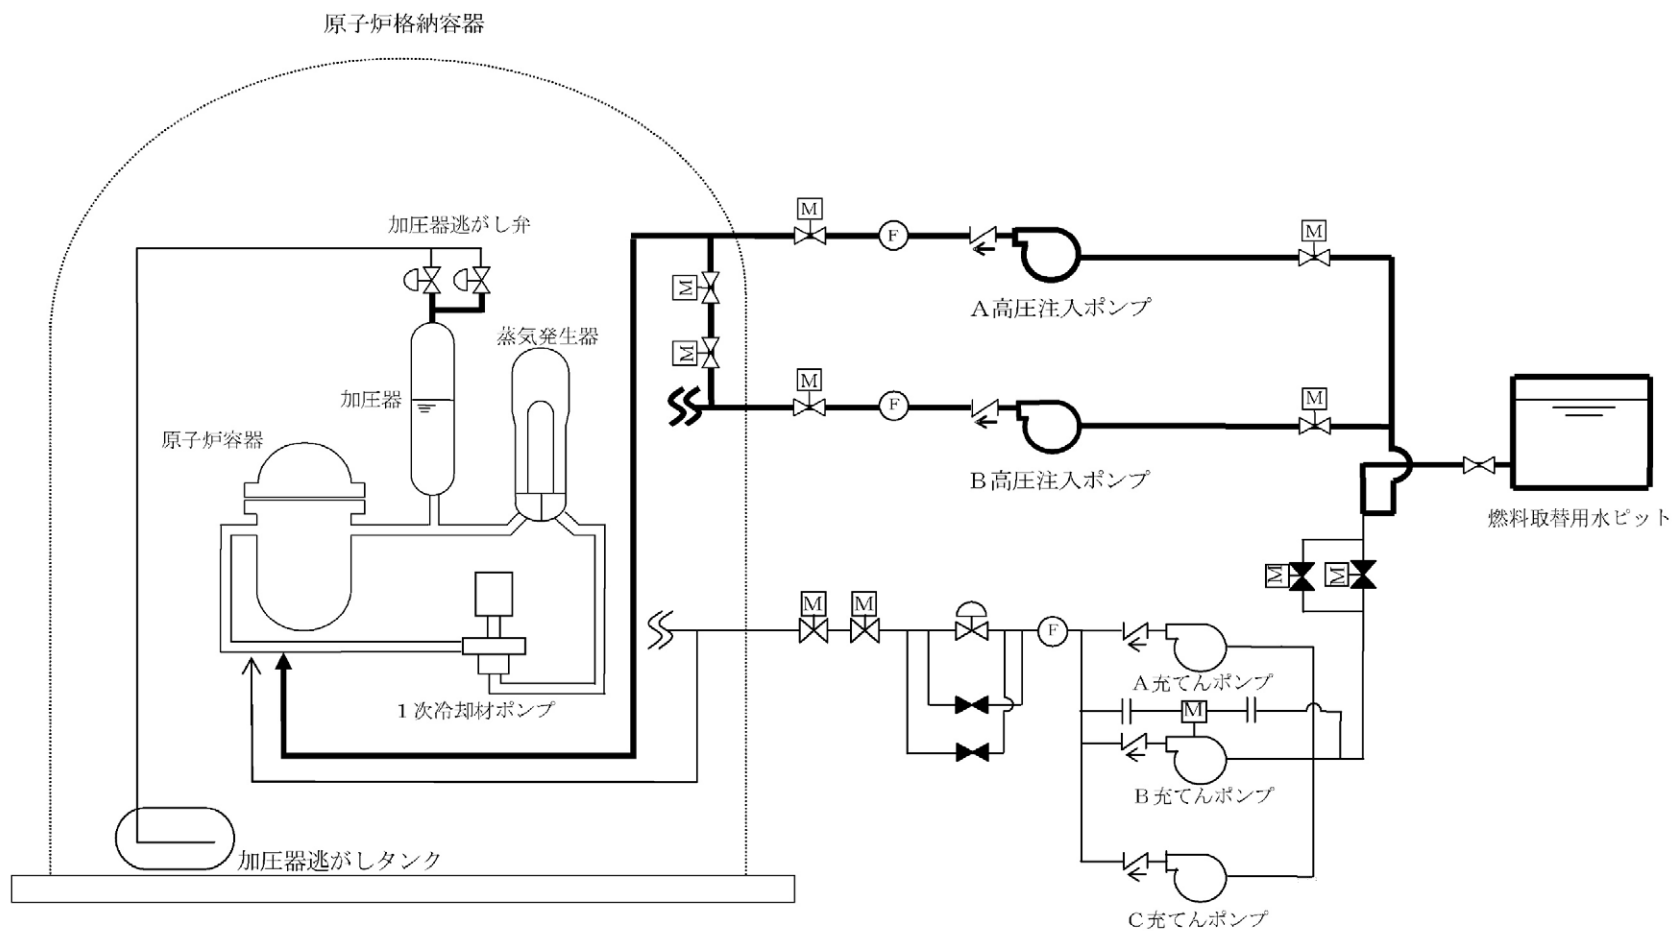 原子炉格納容器
加圧器逃がし弁
蒸気発生器
加圧器
原子炉容器
1次冷却材ポンプ
加圧器逃がしタンク
M
F
M
A高圧注入ポンプ
M
M
M
F
M
B高圧注入ポンプ
燃料取替用水ピット
M
M
M
M
F
A充てんポンプ
M
B充てんポンプ
C充てんポンプ